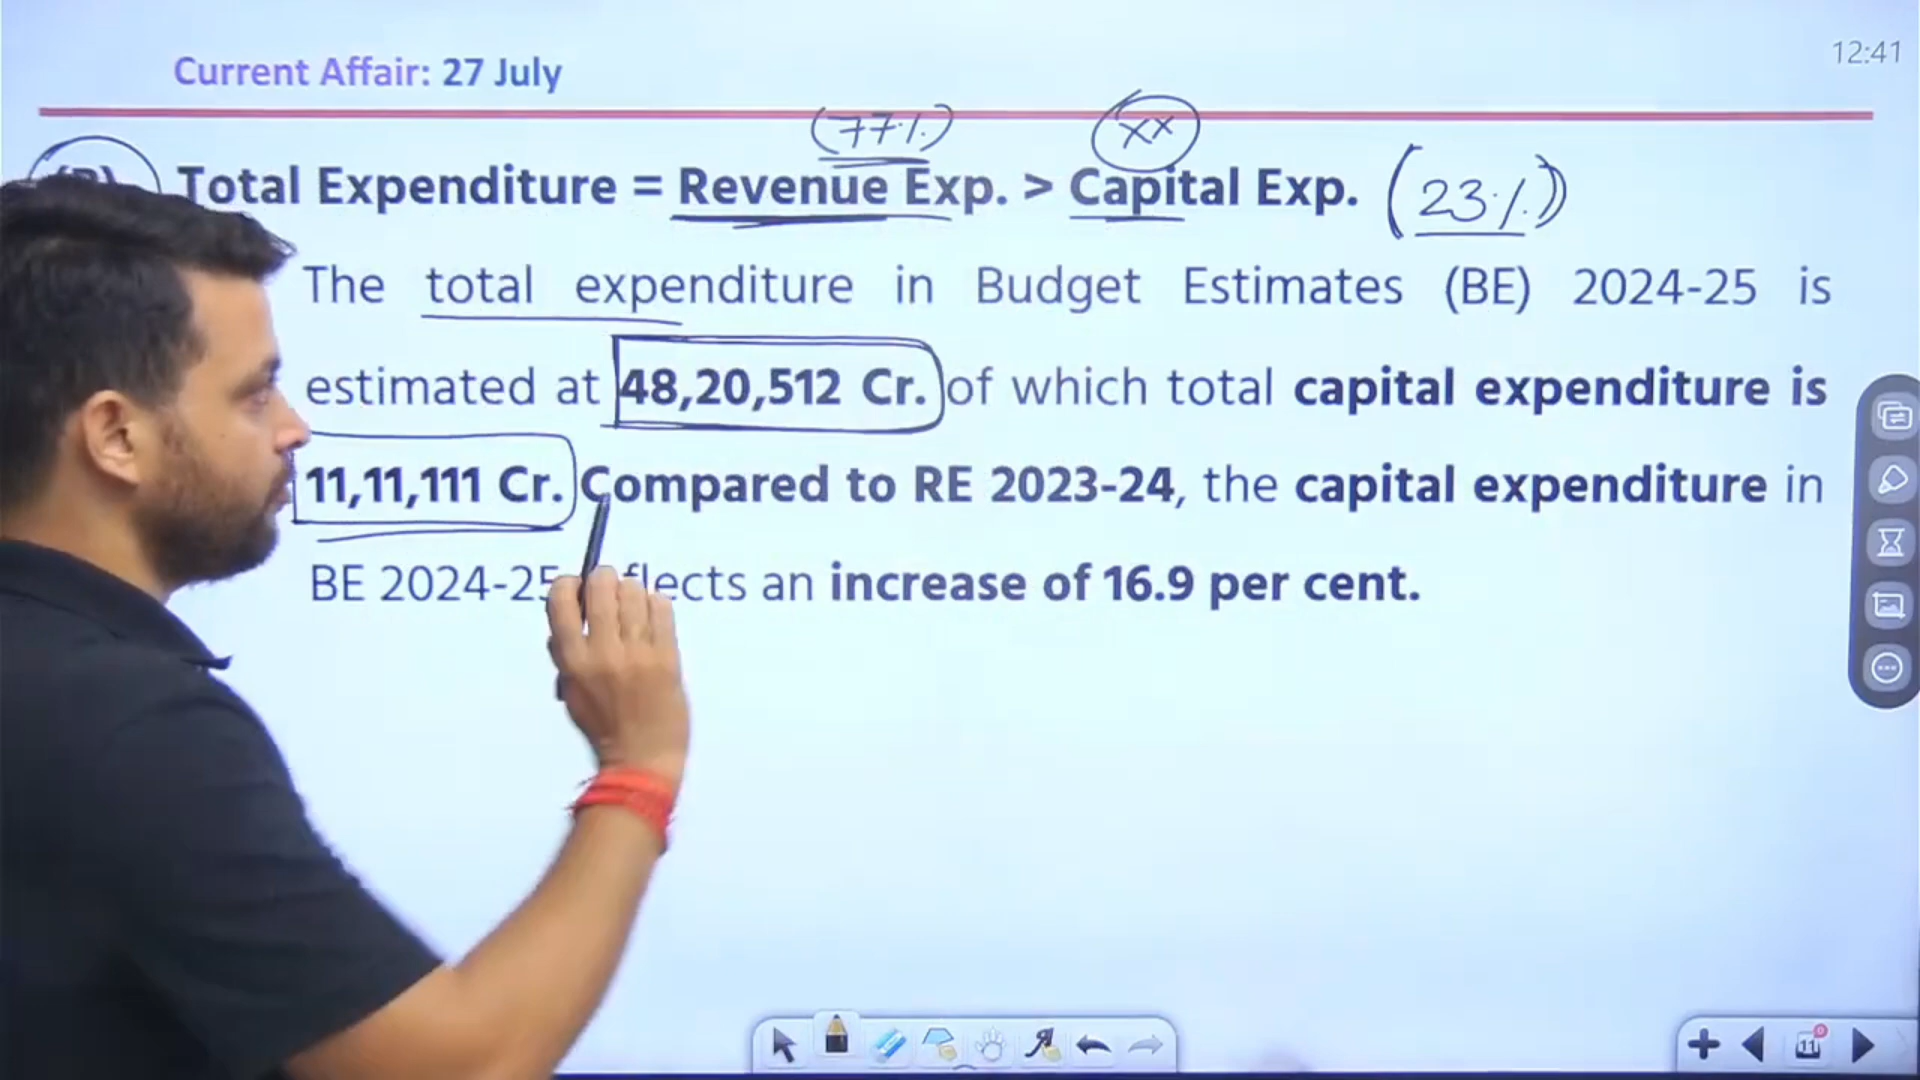 12:41
Current Affair: 27 July
(77%)
xx
Total Expenditure = Revenue Exp. > Capital Exp. (23%)
The total expenditure in Budget Estimates (BE) 2024-25 is
estimated at 48,20,512 Cr. of which total capital expenditure is
11,11,111 Cr. Compared to RE 2023-24, the capital expenditure in
BE 2024-25 flects an increase of 16.9 per cent.
11
0